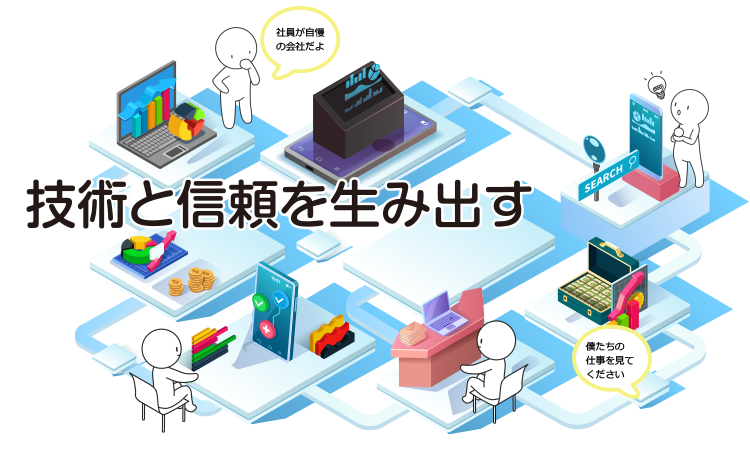 社員が自慢
の会社だよ
SEARCH
技術と信頼を生み出す
僕たちの
仕事を見て
ください